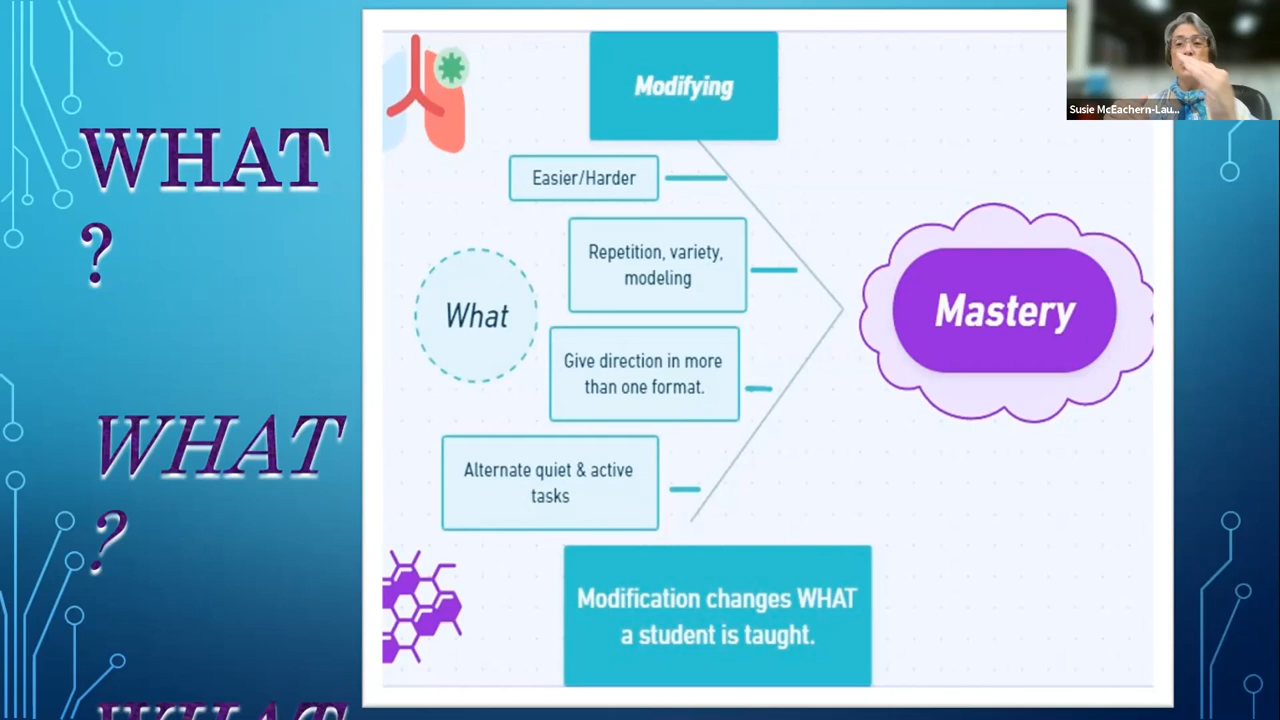 WHAT
?
WHAT
?
WHAT
Modifying
Easier/Harder
Repetition, variety,
modeling
What
Give direction in more
than one format.
Alternate quiet & active
tasks
Mastery
Modification changes WHAT
a student is taught.
Susie McEachern-Lau...